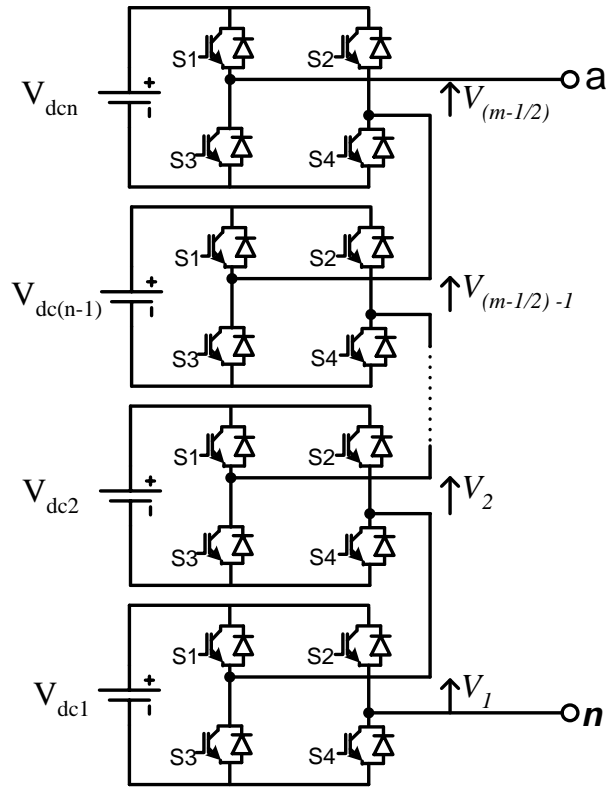 S1 S2
V_dcn + a
V_(m-1/2)
S3 S4
S1 S2
V_dc(n-1) + V_(m-1/2) -1
S3 S4
S1 S2
V_dc2 + V_2
S3 S4
S1 S2
V_dc1 + V_1
n
S3 S4